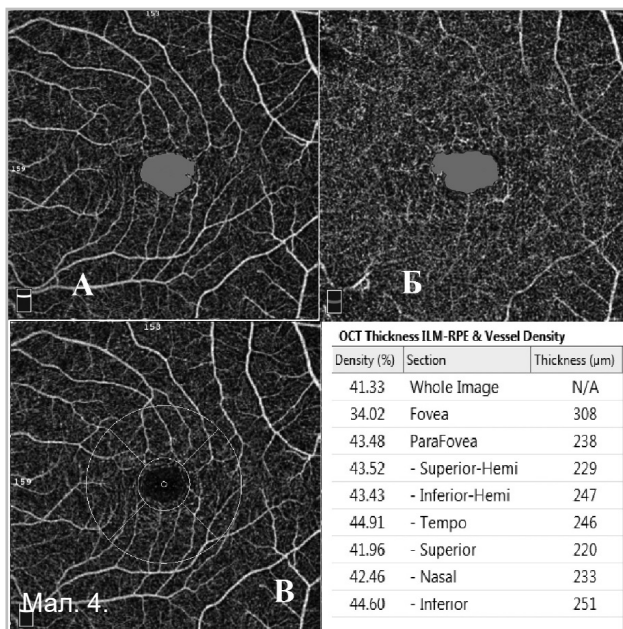 153
159
А
Б
153
159
В
Мал. 4.
OCT Thickness ILM-RPE & Vessel Density
Density (%) Section Thickness (µm)
41.33 Whole Image N/A
34.02 Fovea 308
43.48 ParaFovea 238
43.52 - Superior-Hemi 229
43.43 - Inferior-Hemi 247
44.91 - Tempo 246
41.96 - Superior 220
42.46 - Nasal 233
44.60 - Inferior 251